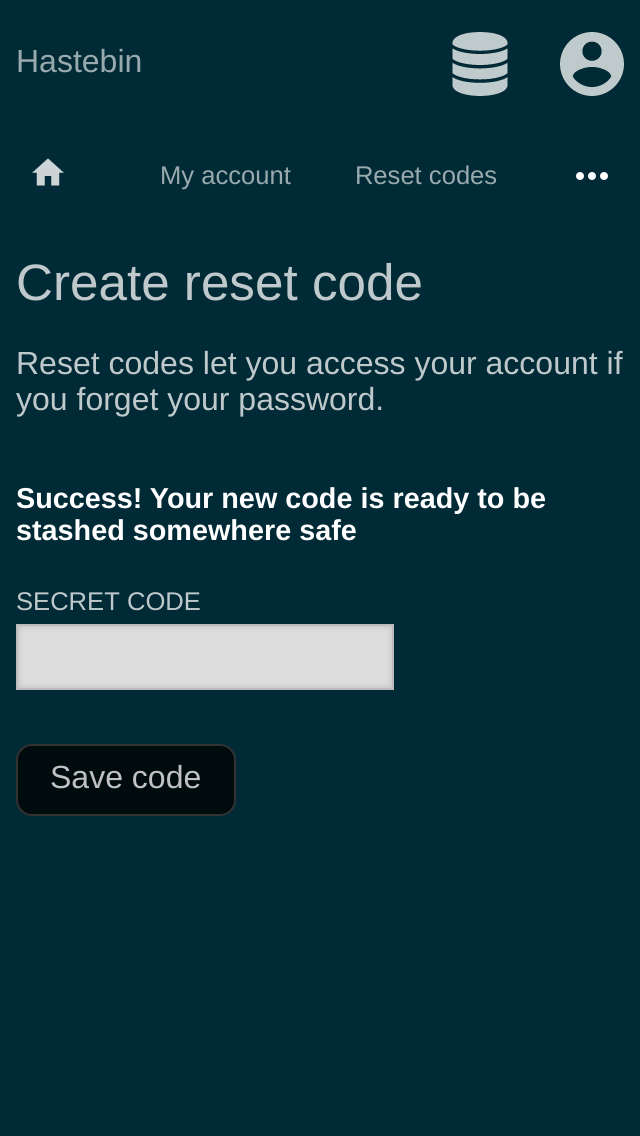 Hastebin
My account
Reset codes
Create reset code
Reset codes let you access your account if
you forget your password.
Success! Your new code is ready to be
stashed somewhere safe
SECRET CODE
Save code